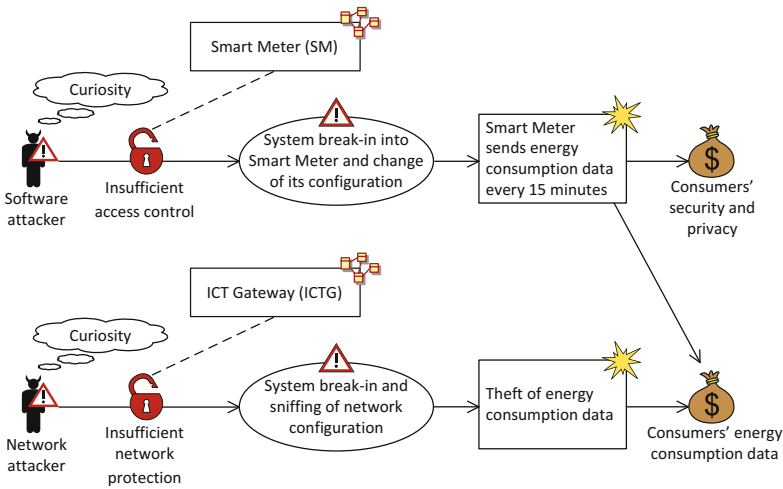 Smart Meter (SM)
Curiosity
Software
attacker
Insufficient
access control
System break-in into
Smart Meter and change
of its configuration
Smart Meter
sends energy
consumption data
every 15 minutes
$
Consumers'
security and
privacy
ICT Gateway (ICTG)
Curiosity
Network
attacker
Insufficient
network
protection
System break-in and
sniffing of network
configuration
Theft of energy
consumption data
$
Consumers' energy
consumption data